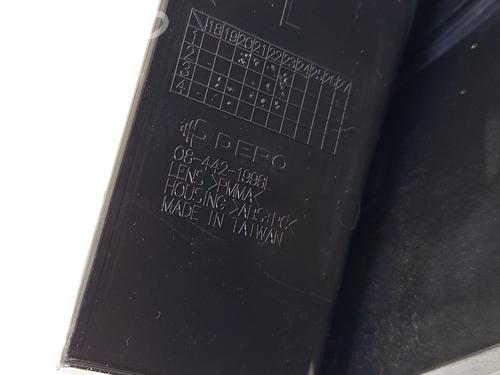 L
18 19 20 21 22 23 24 25 26 27
1
2
3
4
DEPO
08-442-1996L
LENS >PMMA<
HOUSING >ABS+PC<
MADE IN TAIWAN